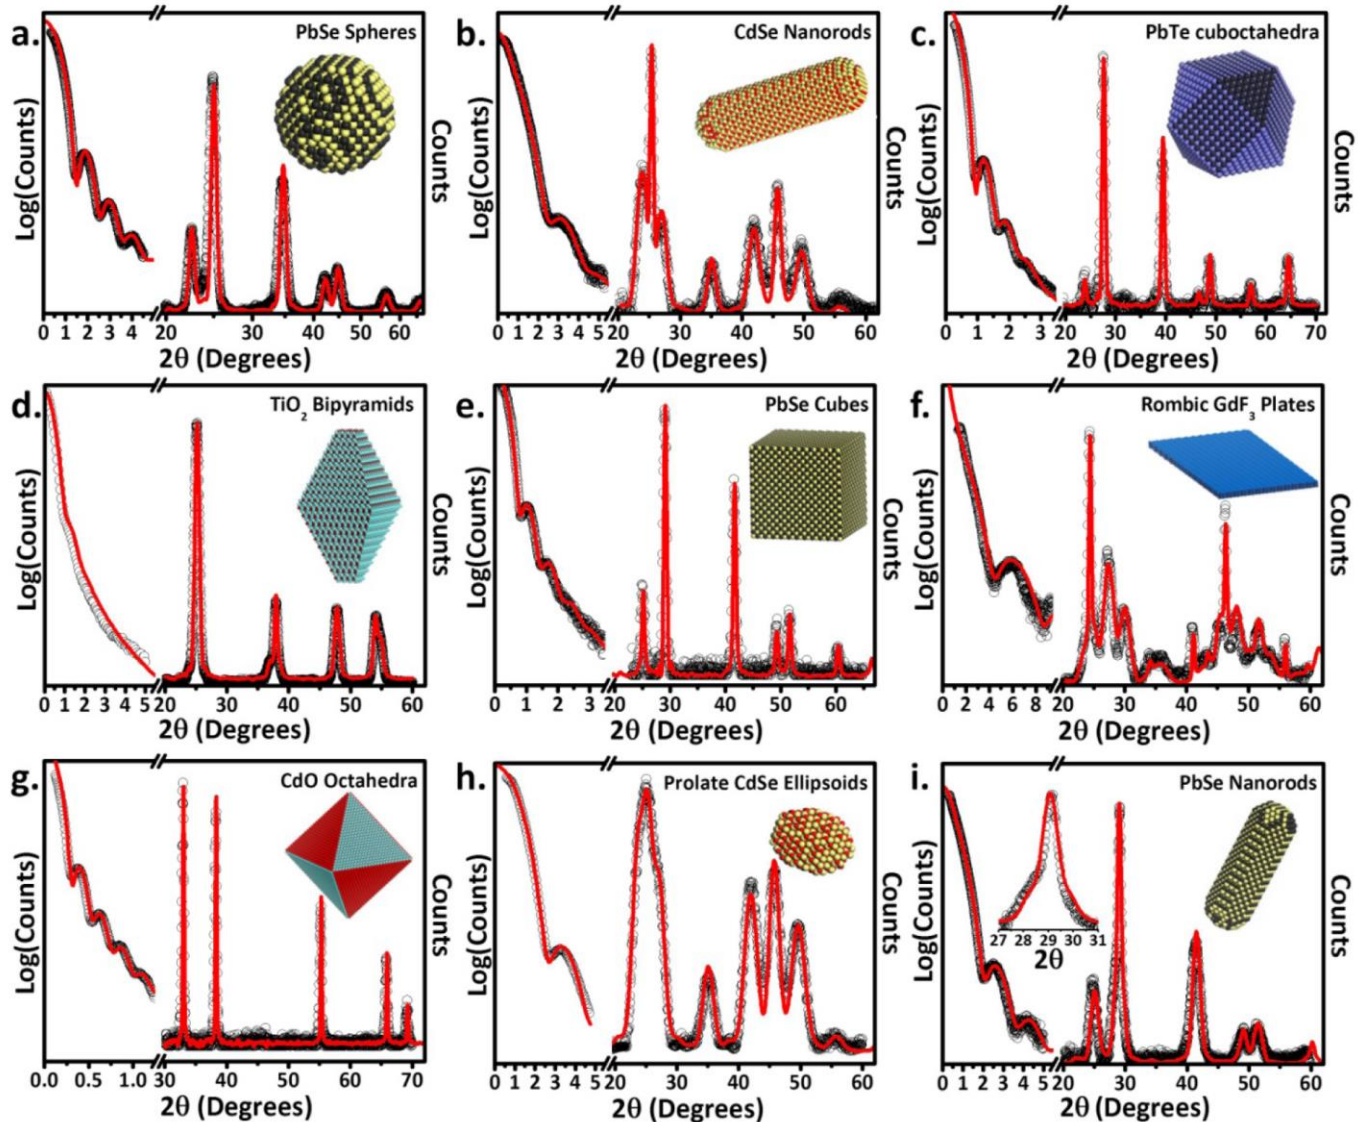 a.
PbSe Spheres
Log(Counts)
Counts
0 1 2 3 4 20 30 40 50 60
2θ (Degrees)
b.
CdSe Nanorods
Log(Counts)
Counts
0 1 2 3 4 5 20 30 40 50 60
2θ (Degrees)
c.
PbTe cuboctahedra
Log(Counts)
Counts
0 1 2 3 20 30 40 50 60 70
2θ (Degrees)
d.
TiO2 Bipyramids
Log(Counts)
Counts
0 1 2 3 4 5 20 30 40 50 60
2θ (Degrees)
e.
PbSe Cubes
Log(Counts)
Counts
0 1 2 3 20 30 40 50 60
2θ (Degrees)
f.
Rombic GdF3 Plates
Log(Counts)
Counts
2 4 6 8 20 30 40 50 60
2θ (Degrees)
g.
CdO Octahedra
Log(Counts)
Counts
0.0 0.5 1.0 30 40 50 60 70
2θ (Degrees)
h.
Prolate CdSe Ellipsoids
Log(Counts)
Counts
0 1 2 3 4 5 20 30 40 50 60
2θ (Degrees)
i.
PbSe Nanorods
27 28 29 30 31
2θ
Log(Counts)
Counts
0 1 2 3 4 5 20 30 40 50 60
2θ (Degrees)